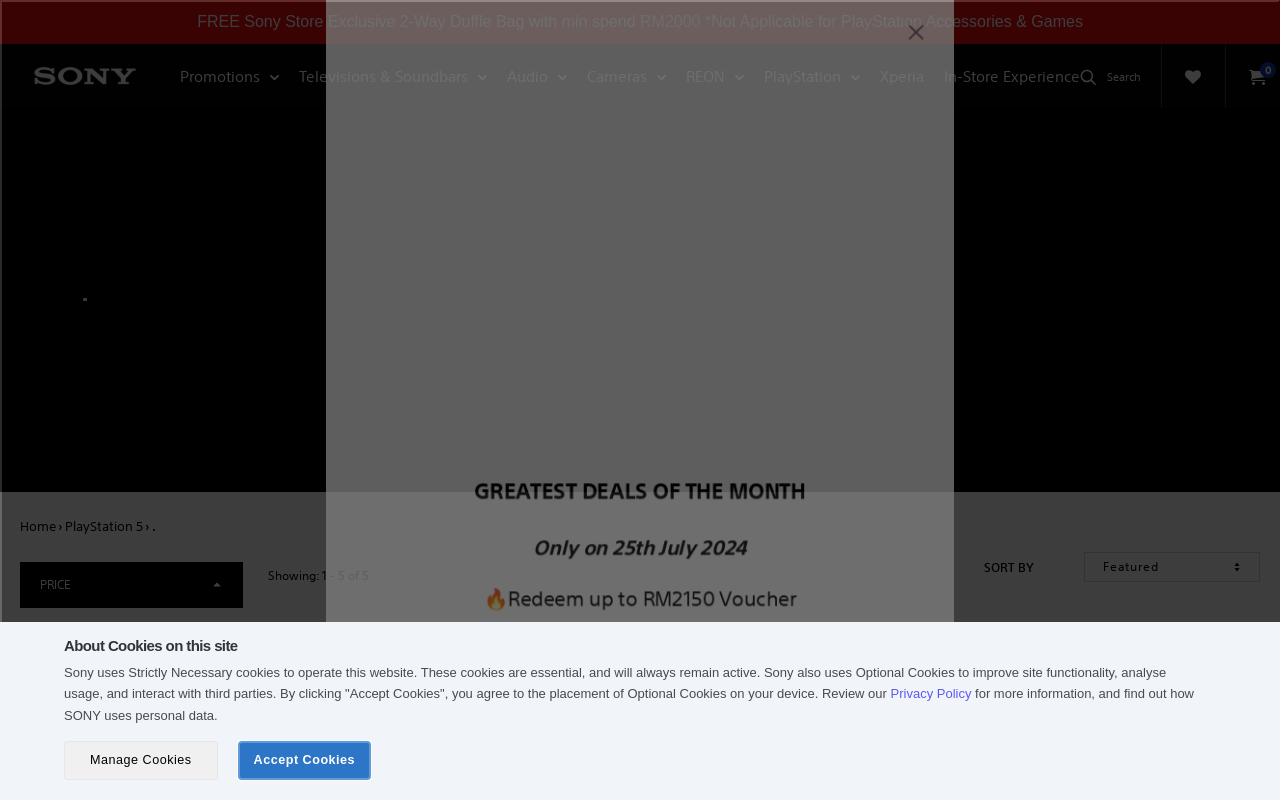 FREE Sony Store Exclusive 2-Way Duffle Bag with min spend RM2000 *Not Applicable for PlayStation Accessories & Games
SONY Promotions Televisions & Soundbars Audio Cameras REON PlayStation Xperia In-Store Experience Search 0
GREATEST DEALS OF THE MONTH
Only on 25th July 2024
🔥Redeem up to RM2150 Voucher
Home › PlayStation 5 › .
PRICE
Showing: 1 - 5 of 5
SORT BY Featured
About Cookies on this site
Sony uses Strictly Necessary cookies to operate this website. These cookies are essential, and will always remain active. Sony also uses Optional Cookies to improve site functionality, analyse
usage, and interact with third parties. By clicking "Accept Cookies", you agree to the placement of Optional Cookies on your device. Review our Privacy Policy for more information, and find out how
SONY uses personal data.
Manage Cookies Accept Cookies